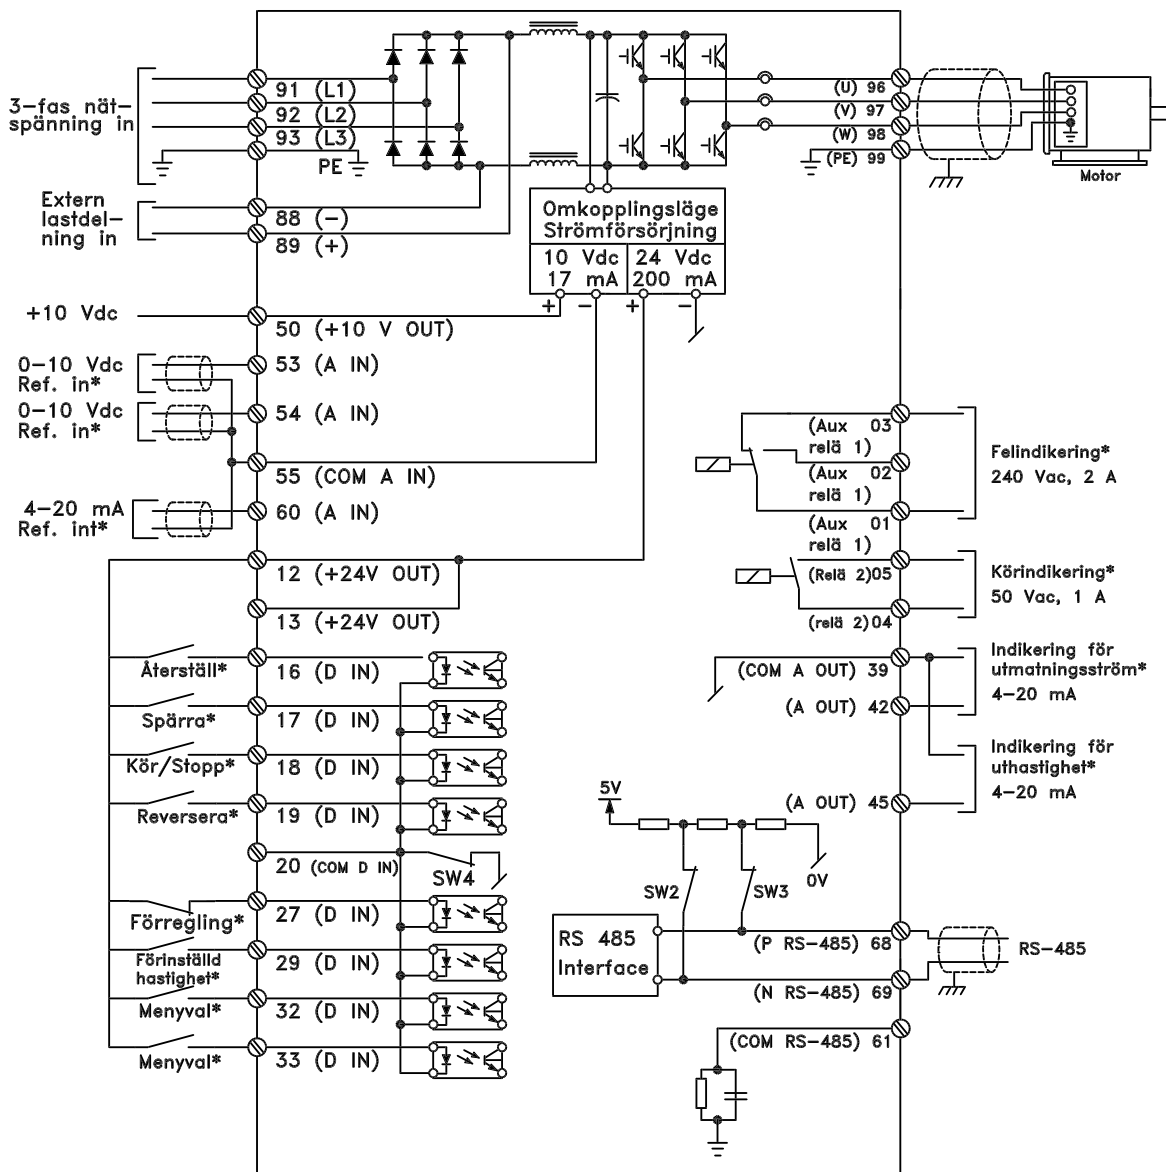 3-fas nät-
spänning in
91 (L1)
92 (L2)
93 (L3)
PE
Extern
lastdel-
ning in
88 (-)
89 (+)
Omkopplingsläge
Strömförsörjning
10 Vdc
17 mA
24 Vdc
200 mA
+ - + -
(U) 96
(V) 97
(W) 98
(PE) 99
Motor
+10 Vdc
50 (+10 V OUT)
0-10 Vdc
Ref. in*
53 (A IN)
0-10 Vdc
Ref. in*
54 (A IN)
55 (COM A IN)
4-20 mA
Ref. int*
60 (A IN)
12 (+24V OUT)
13 (+24V OUT)
Återställ*
16 (D IN)
Spärra*
17 (D IN)
Kör/Stopp*
18 (D IN)
Reversera*
19 (D IN)
20 (COM D IN)
SW4
Förregling*
27 (D IN)
Förinställd
hastighet*
29 (D IN)
Menyval*
32 (D IN)
Menyval*
33 (D IN)
(Aux 03
relä 1)
(Aux 02
relä 1)
(Aux 01
relä 1)
Felindikering*
240 Vac, 2 A
(Relä 2)05
(relä 2)04
Körindikering*
50 Vac, 1 A
(COM A OUT) 39
(A OUT) 42
Indikering för
utmatningsström*
4-20 mA
(A OUT) 45
Indikering för
uthastighet*
4-20 mA
5V
0V
SW2
SW3
RS 485
Interface
(P RS-485) 68
(N RS-485) 69
RS-485
(COM RS-485) 61